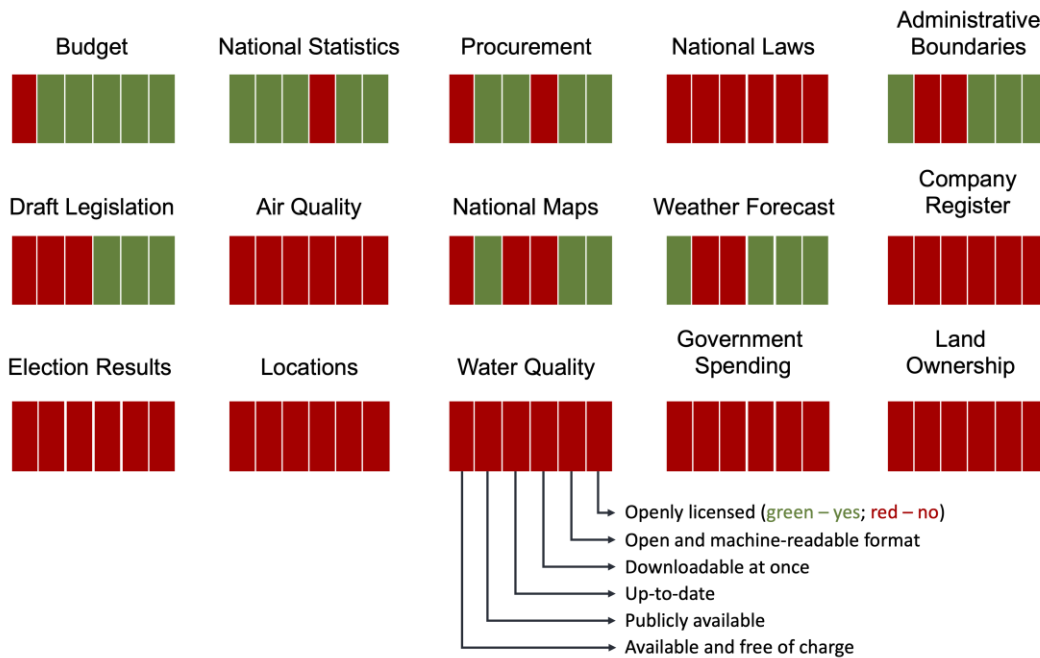 Budget
National Statistics
Procurement
National Laws
Administrative
Boundaries
Draft Legislation
Air Quality
National Maps
Weather Forecast
Company
Register
Election Results
Locations
Water Quality
Government
Spending
Land
Ownership
Openly licensed (green – yes; red – no)
Open and machine-readable format
Downloadable at once
Up-to-date
Publicly available
Available and free of charge